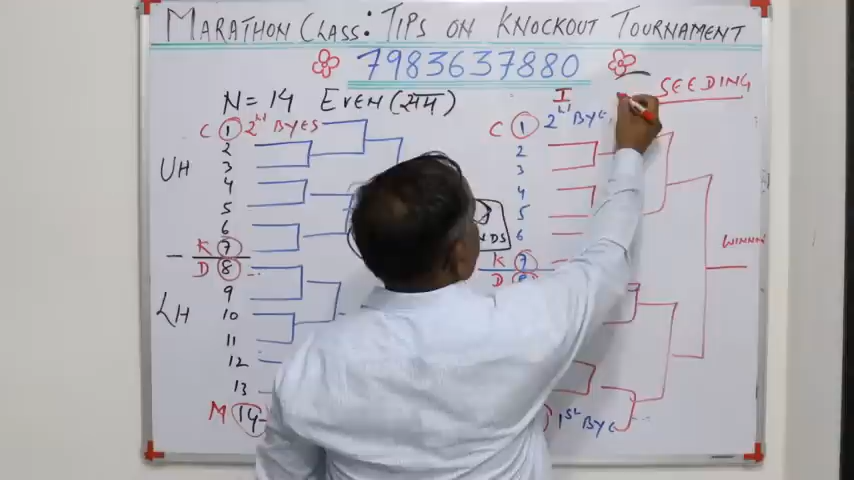 MARATHON CLASS: TIPS ON KNOCKOUT TOURNAMENT
7983637880
SEEDING
N = 14 EVEN (सम)
I
C 1 2nd BYES
2
3
UH
4
5
6
K 7
D 8
9
LH
10
11
12
13
M 14
C 1 2nd BYE
2
3
4
5
6
K 7
D 8
WINNER
1st BYE